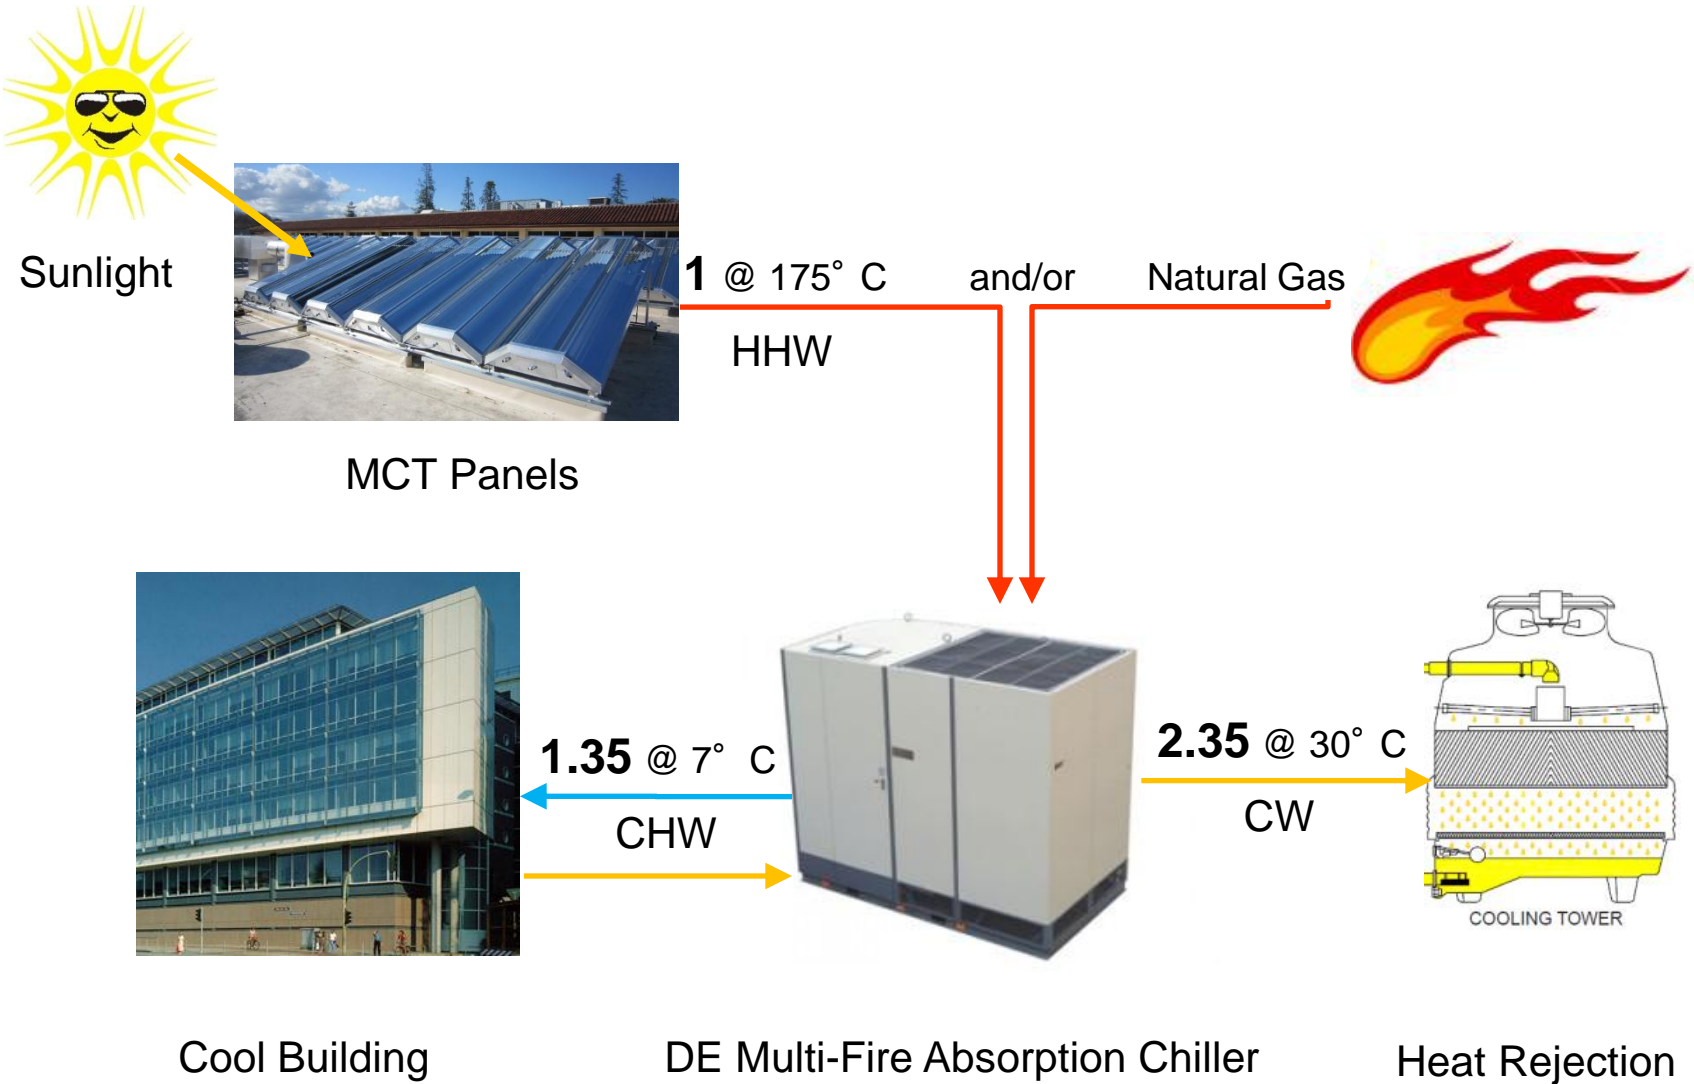 Sunlight
1 @ 175° C
and/or
Natural Gas
HHW
MCT Panels
1.35 @ 7° C
CHW
2.35 @ 30° C
CW
COOLING TOWER
Cool Building
DE Multi-Fire Absorption Chiller
Heat Rejection